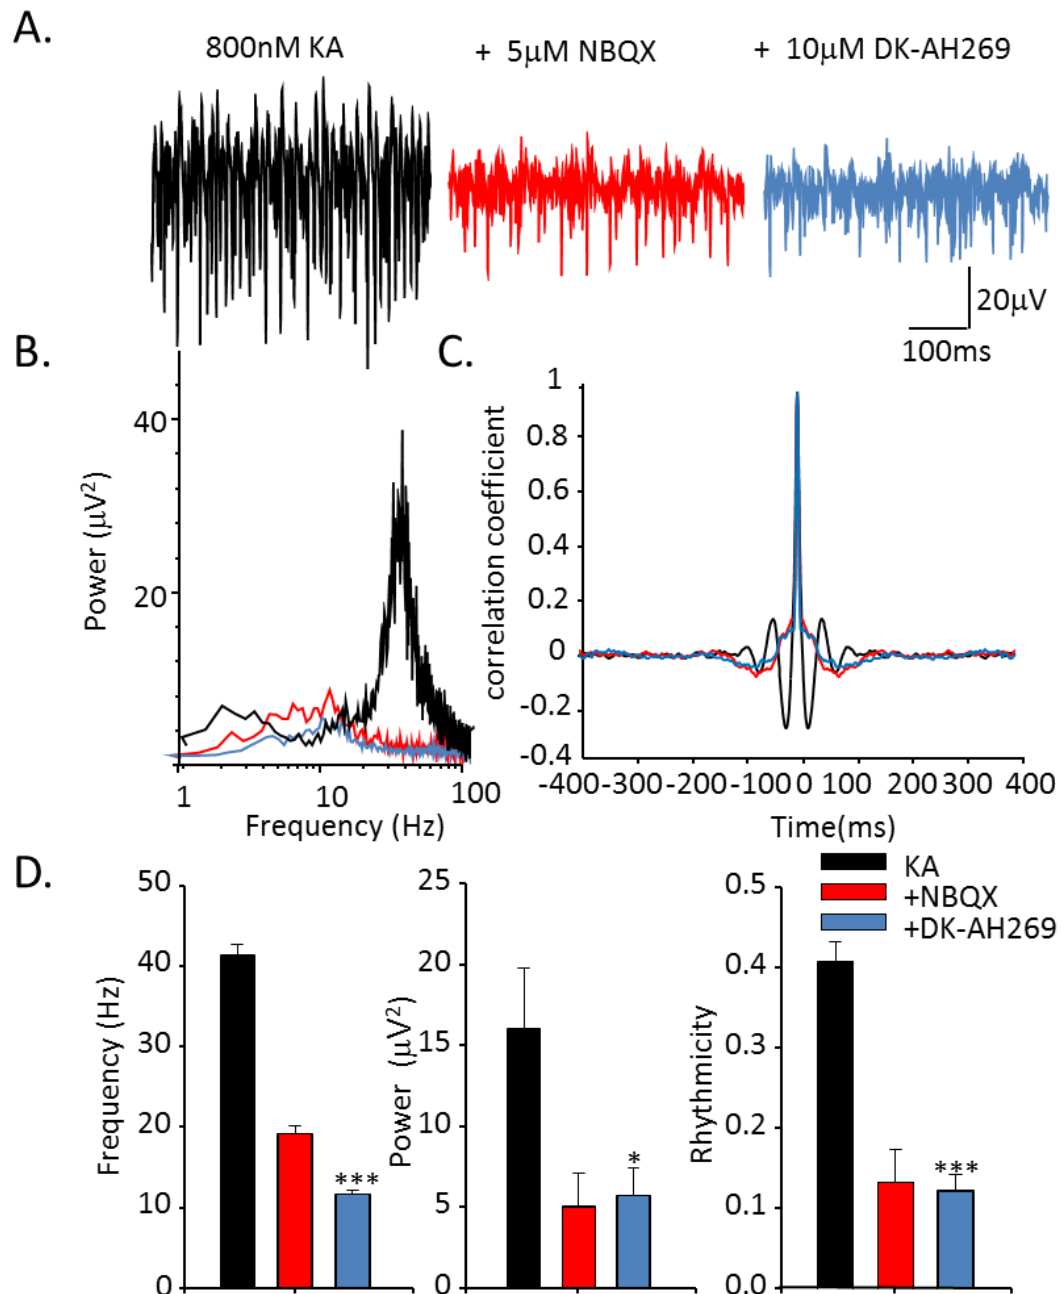 A.
800nM KA
+ 5μM NBQX
+ 10μM DK-AH269
20μV
100ms
B.
Power (μV²)
40
20
1
10
100
Frequency (Hz)
C.
correlation coefficient
1
0.8
0.6
0.4
0.2
0
-0.2
-0.4
-400
-300
-200
-100
0
100
200
300
400
Time(ms)
D.
KA
+NBQX
+DK-AH269
Frequency (Hz)
50
40
30
20
10
0
***
Power (μV²)
25
20
15
10
5
0
*
Rhythmicity
0.5
0.4
0.3
0.2
0.1
0.0
***